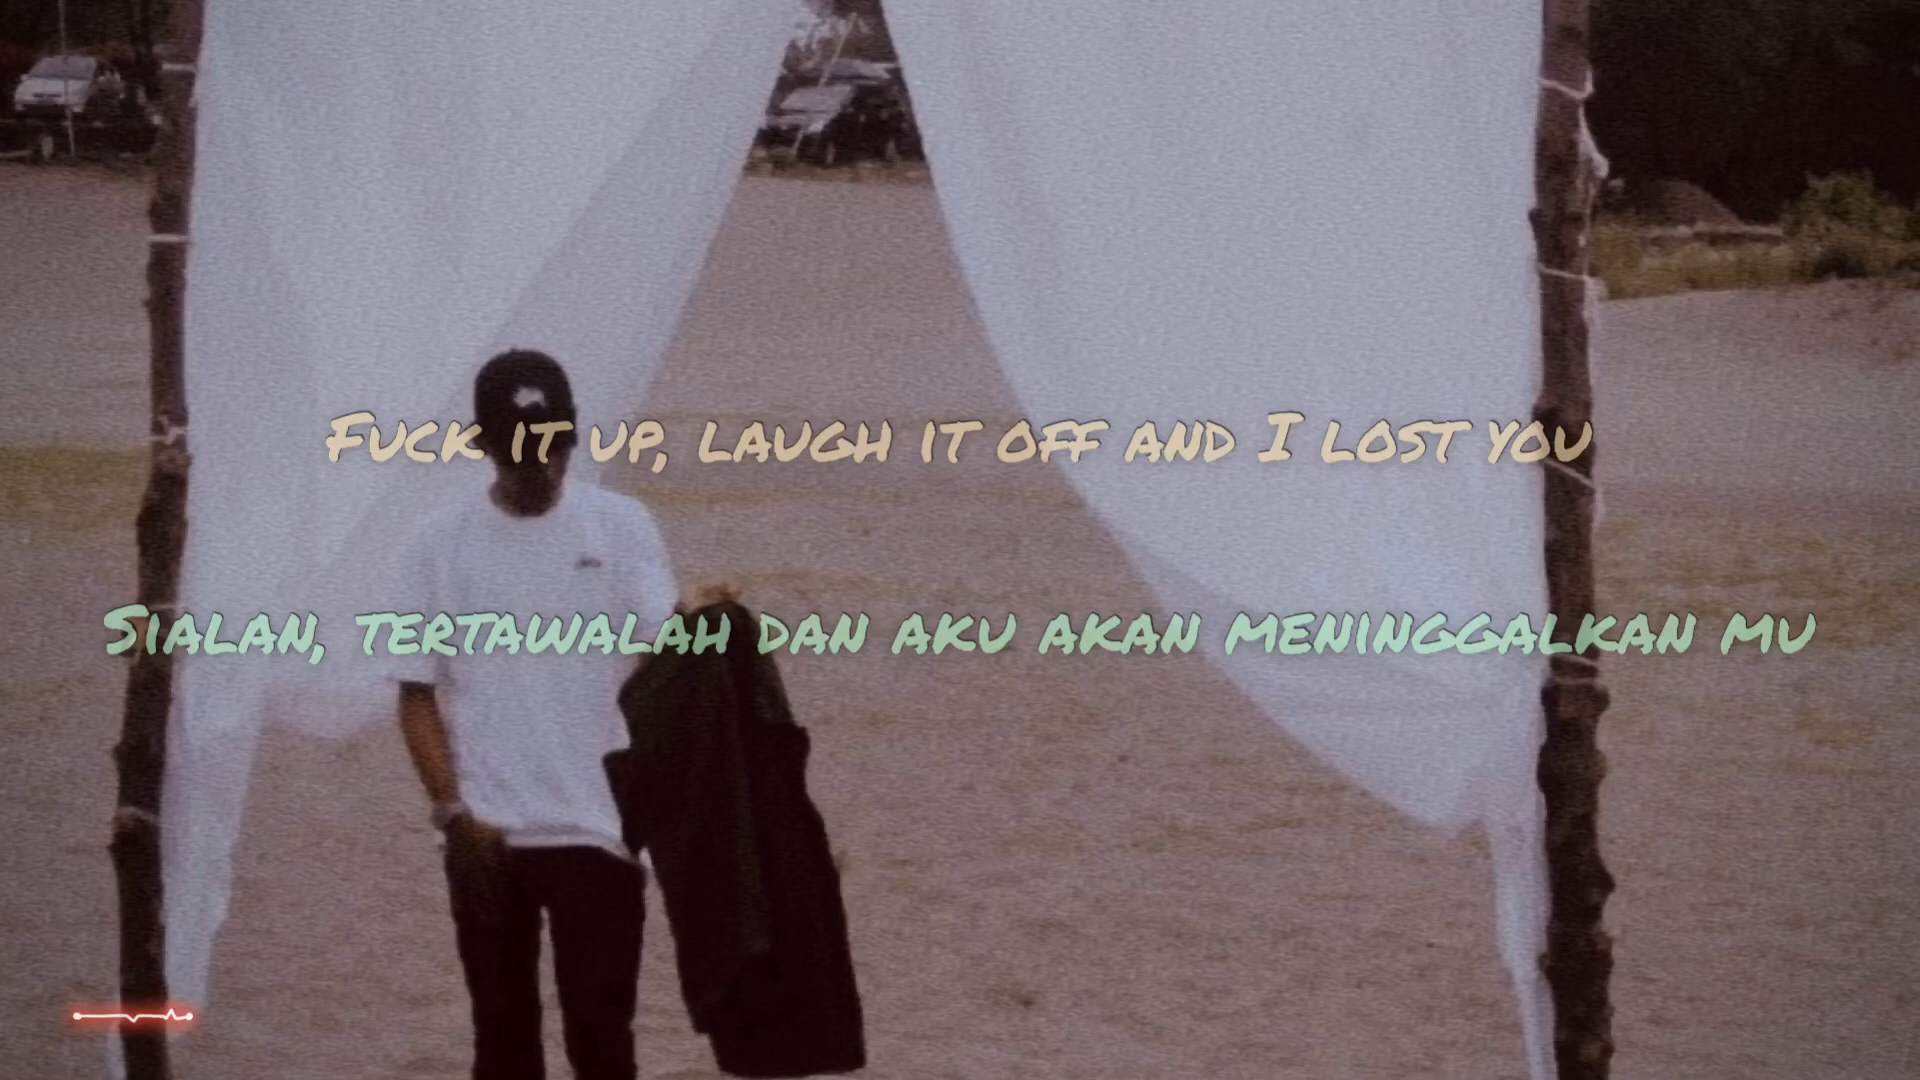 Fuck it up, laugh it off and I lost you
Sialan, tertawalah dan aku akan meninggalkan mu